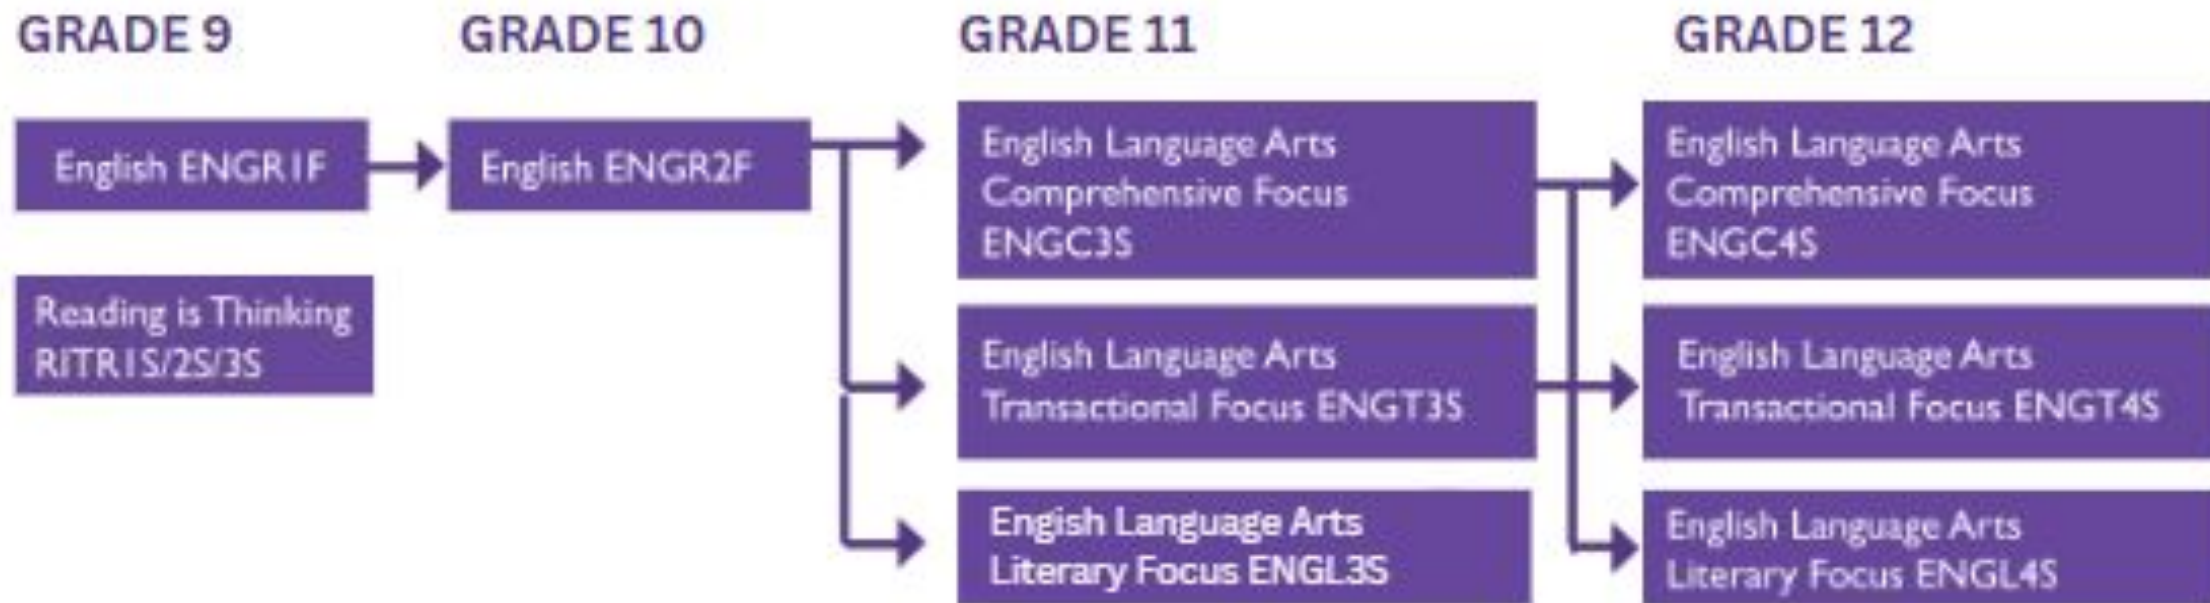 GRADE 9
GRADE 10
GRADE 11
GRADE 12
English ENGR1F
English ENGR2F
English Language Arts
Comprehensive Focus
ENGC3S
English Language Arts
Comprehensive Focus
ENGC4S
Reading is Thinking
RITR1S/2S/3S
English Language Arts
Transactional Focus ENGT3S
English Language Arts
Transactional Focus ENGT4S
Engish Language Arts
Literary Focus ENGL3S
English Language Arts
Literary Focus ENGL4S